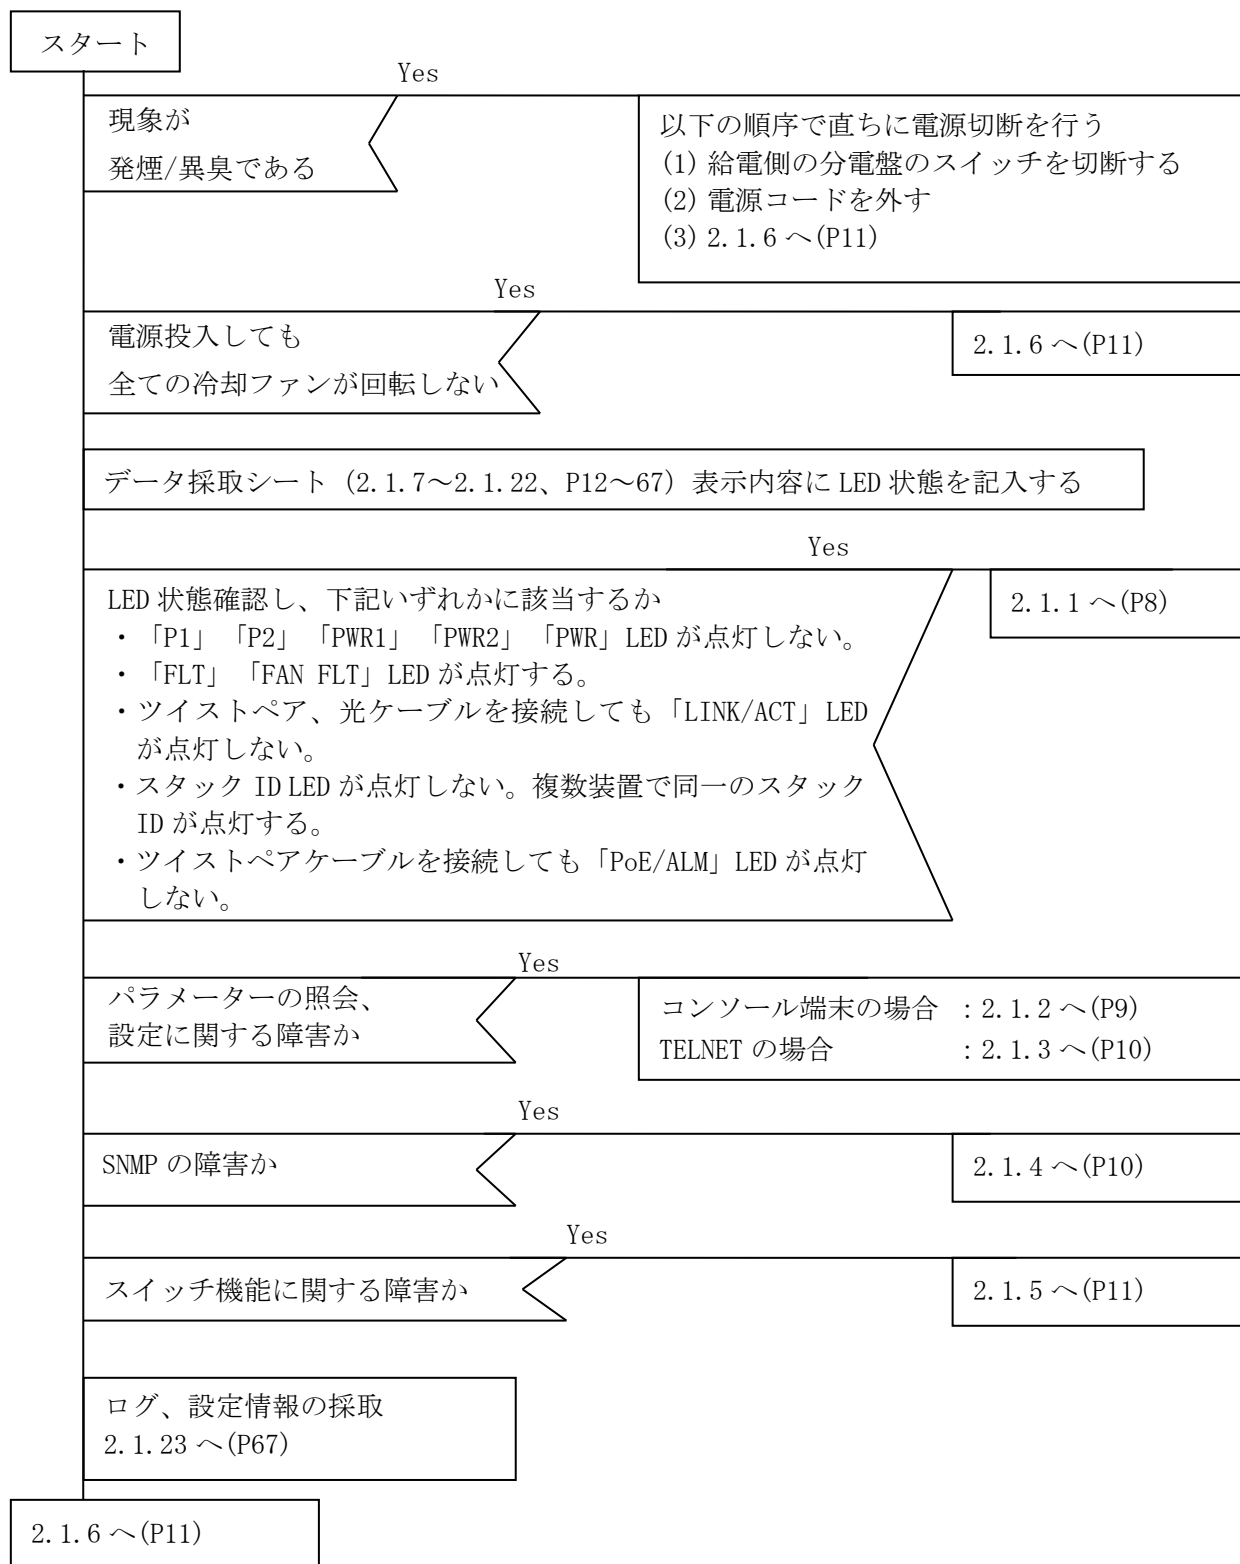 スタート
Yes
現象が
発煙/異臭である
以下の順序で直ちに電源切断を行う
(1) 給電側の分電盤のスイッチを切断する
(2) 電源コードを外す
(3) 2.1.6 へ(P11)
Yes
電源投入しても
全ての冷却ファンが回転しない
2.1.6 へ(P11)
データ採取シート (2.1.7～2.1.22、P12～67) 表示内容に LED 状態を記入する
Yes
LED 状態確認し、下記いずれかに該当するか
・「P1」「P2」「PWR1」「PWR2」「PWR」LED が点灯しない。
・「FLT」「FAN FLT」LED が点灯する。
・ツイストペア、光ケーブルを接続しても「LINK/ACT」LED
が点灯しない。
・スタック ID LED が点灯しない。複数装置で同一のスタック
ID が点灯する。
・ツイストペアケーブルを接続しても「PoE/ALM」LED が点灯
しない。
2.1.1 へ(P8)
Yes
パラメーターの照会、
設定に関する障害か
コンソール端末の場合 : 2.1.2 へ(P9)
TELNET の場合 : 2.1.3 へ(P10)
Yes
SNMP の障害か
2.1.4 へ(P10)
Yes
スイッチ機能に関する障害か
2.1.5 へ(P11)
ログ、設定情報の採取
2.1.23 へ(P67)
2.1.6 へ(P11)